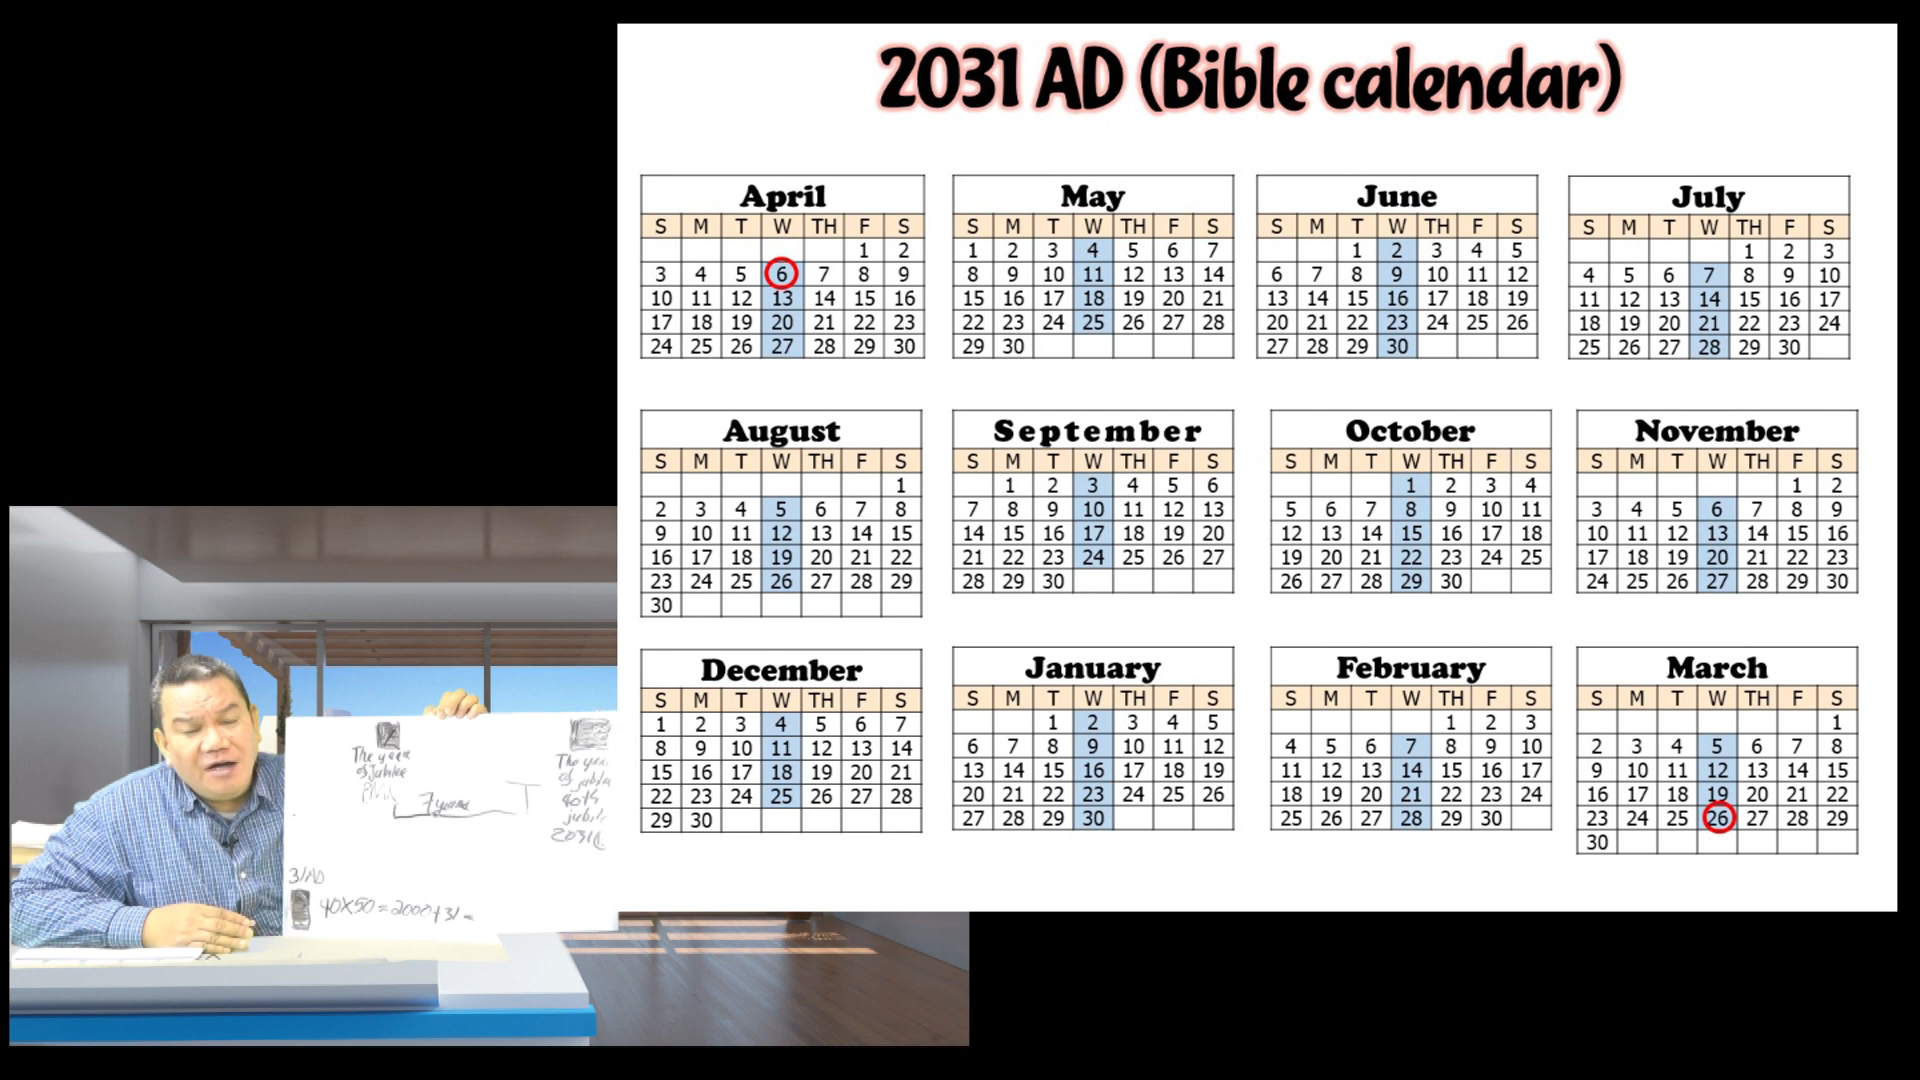 2031 AD (Bible calendar)
April
S M T W TH F S
1 2
3 4 5 6 7 8 9
10 11 12 13 14 15 16
17 18 19 20 21 22 23
24 25 26 27 28 29 30
May
S M T W TH F S
1 2 3 4 5 6 7
8 9 10 11 12 13 14
15 16 17 18 19 20 21
22 23 24 25 26 27 28
29 30
June
S M T W TH F S
1 2 3 4 5
6 7 8 9 10 11 12
13 14 15 16 17 18 19
20 21 22 23 24 25 26
27 28 29 30
July
S M T W TH F S
1 2 3
4 5 6 7 8 9 10
11 12 13 14 15 16 17
18 19 20 21 22 23 24
25 26 27 28 29 30
August
S M T W TH F S
1
2 3 4 5 6 7 8
9 10 11 12 13 14 15
16 17 18 19 20 21 22
23 24 25 26 27 28 29
30
September
S M T W TH F S
1 2 3 4 5 6
7 8 9 10 11 12 13
14 15 16 17 18 19 20
21 22 23 24 25 26 27
28 29 30
October
S M T W TH F S
1 2 3 4
5 6 7 8 9 10 11
12 13 14 15 16 17 18
19 20 21 22 23 24 25
26 27 28 29 30
November
S M T W TH F S
1 2
3 4 5 6 7 8 9
10 11 12 13 14 15 16
17 18 19 20 21 22 23
24 25 26 27 28 29 30
December
S M T W TH F S
1 2 3 4 5 6 7
8 9 10 11 12 13 14
15 16 17 18 19 20 21
22 23 24 25 26 27 28
29 30
January
S M T W TH F S
1 2 3 4 5
6 7 8 9 10 11 12
13 14 15 16 17 18 19
20 21 22 23 24 25 26
27 28 29 30
February
S M T W TH F S
1 2 3
4 5 6 7 8 9 10
11 12 13 14 15 16 17
18 19 20 21 22 23 24
25 26 27 28 29 30
March
S M T W TH F S
1
2 3 4 5 6 7 8
9 10 11 12 13 14 15
16 17 18 19 20 21 22
23 24 25 26 27 28 29
30
The year
of Jubilee
7 years
The
of
40th
2031
31AD
40X50=2000+31=